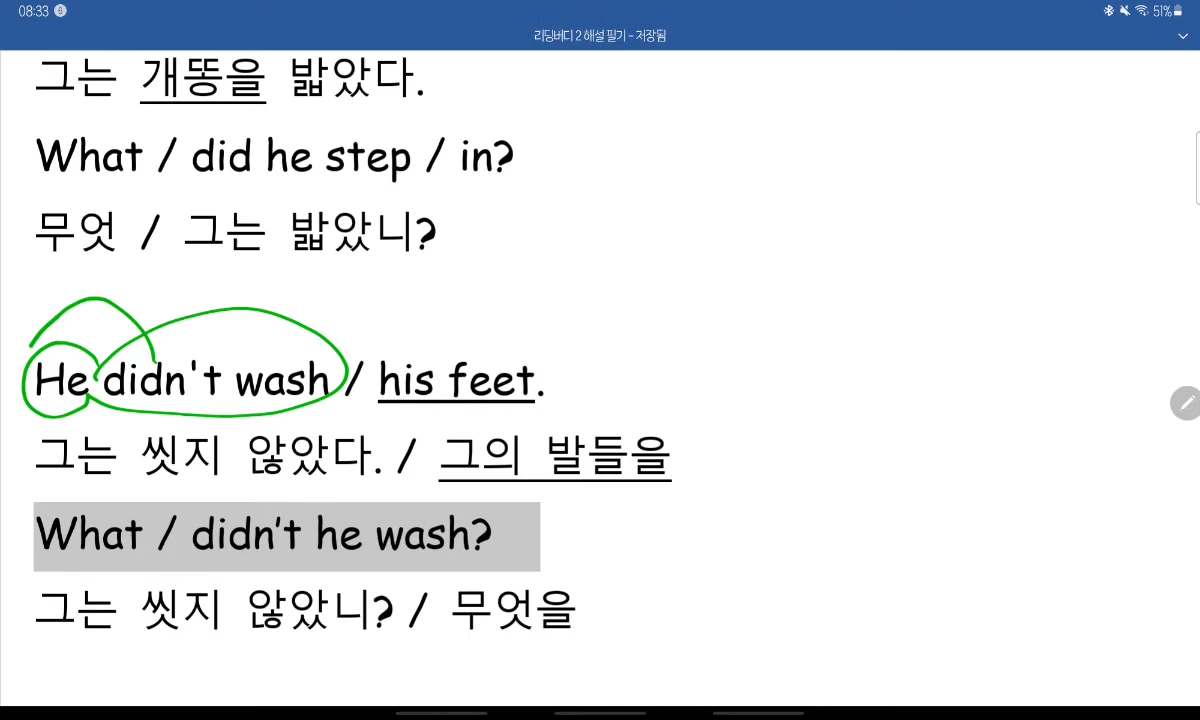 08:33 6 51%
리딩버디 2 해설 필기 - 저장됨
그는 개똥을 밟았다.
What / did he step / in?
무엇 / 그는 밟았니?
He didn't wash / his feet.
그는 씻지 않았다. / 그의 발들을
What / didn't he wash?
그는 씻지 않았니? / 무엇을